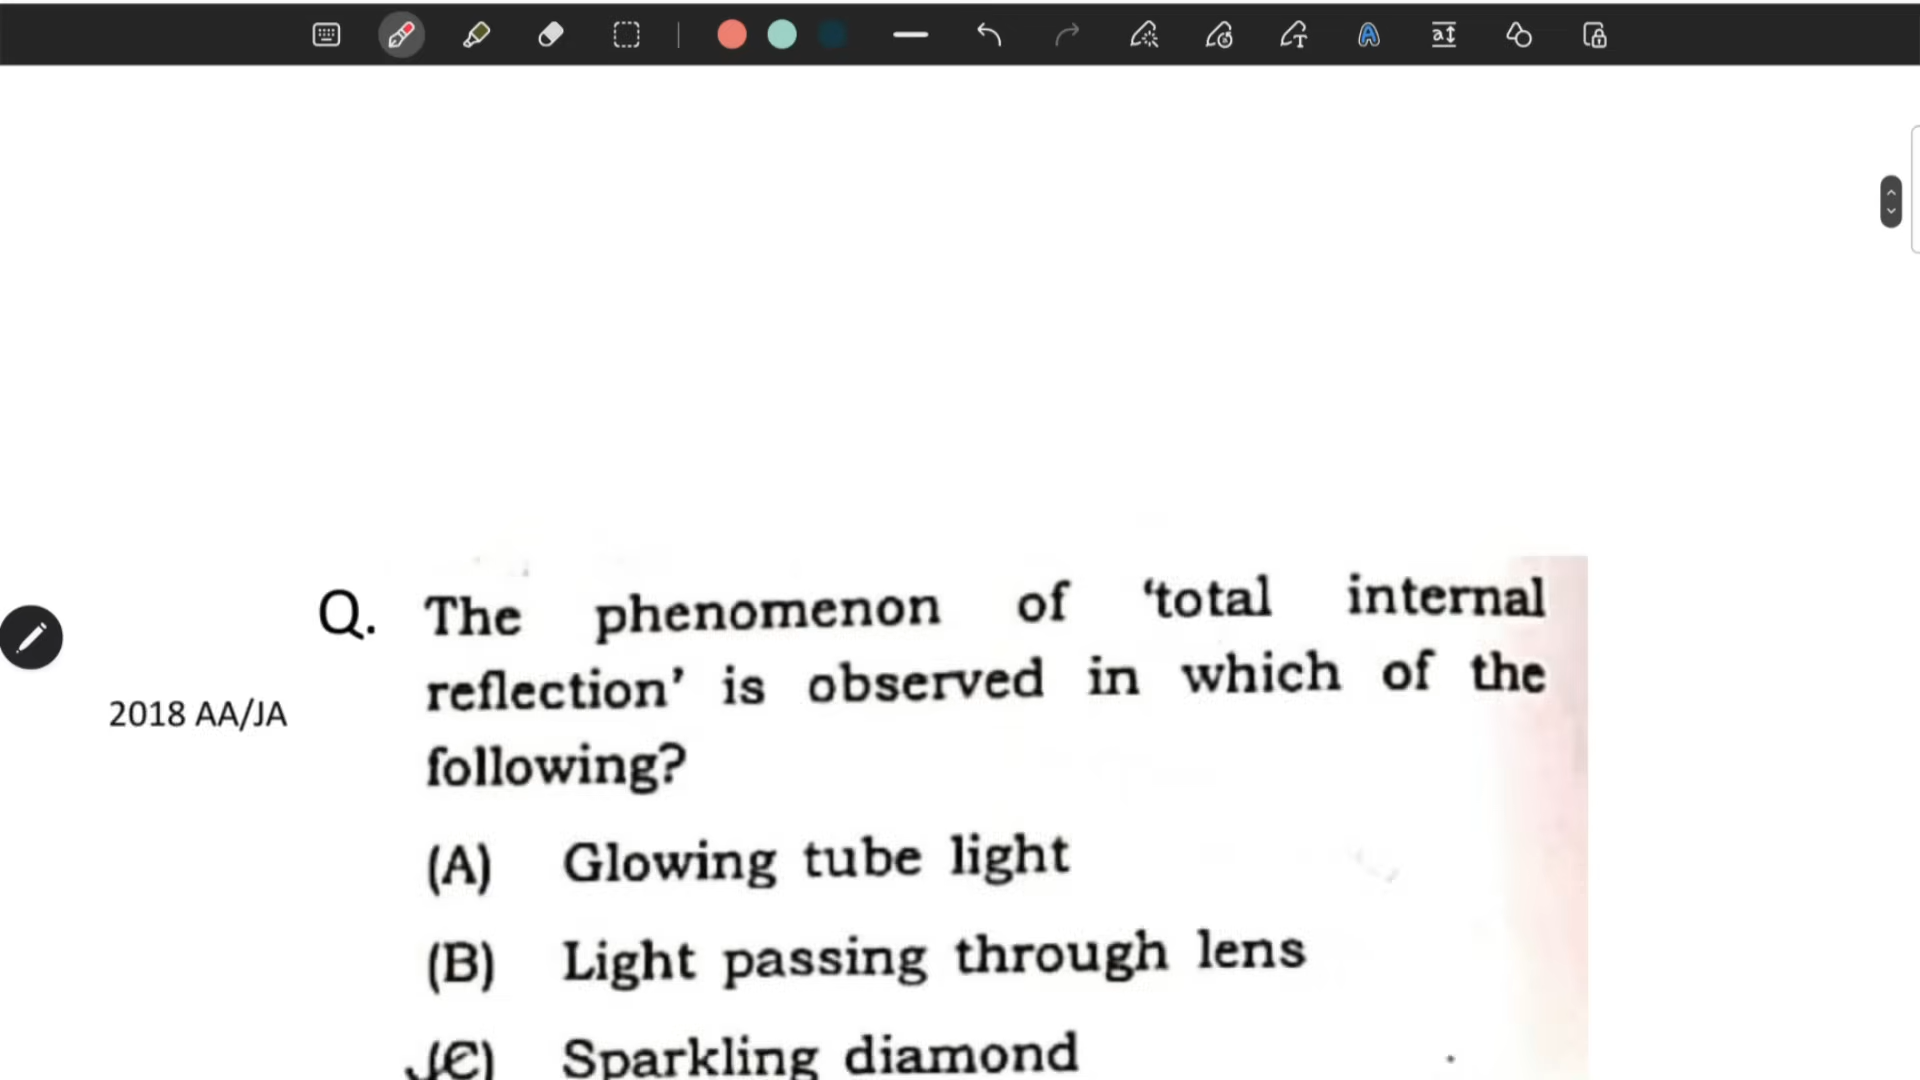 Q. The phenomenon of ‘total internal
reflection’ is observed in which of the
2018 AA/JA
following?
(A) Glowing tube light
(B) Light passing through lens
(C) Sparkling diamond